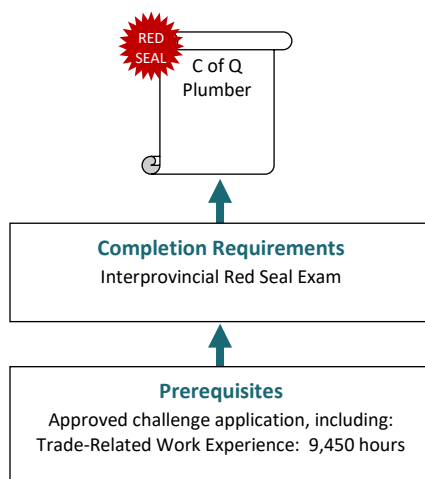 RED
SEAL
C of Q
Plumber
Completion Requirements
Interprovincial Red Seal Exam
Prerequisites
Approved challenge application, including:
Trade-Related Work Experience:  9,450 hours